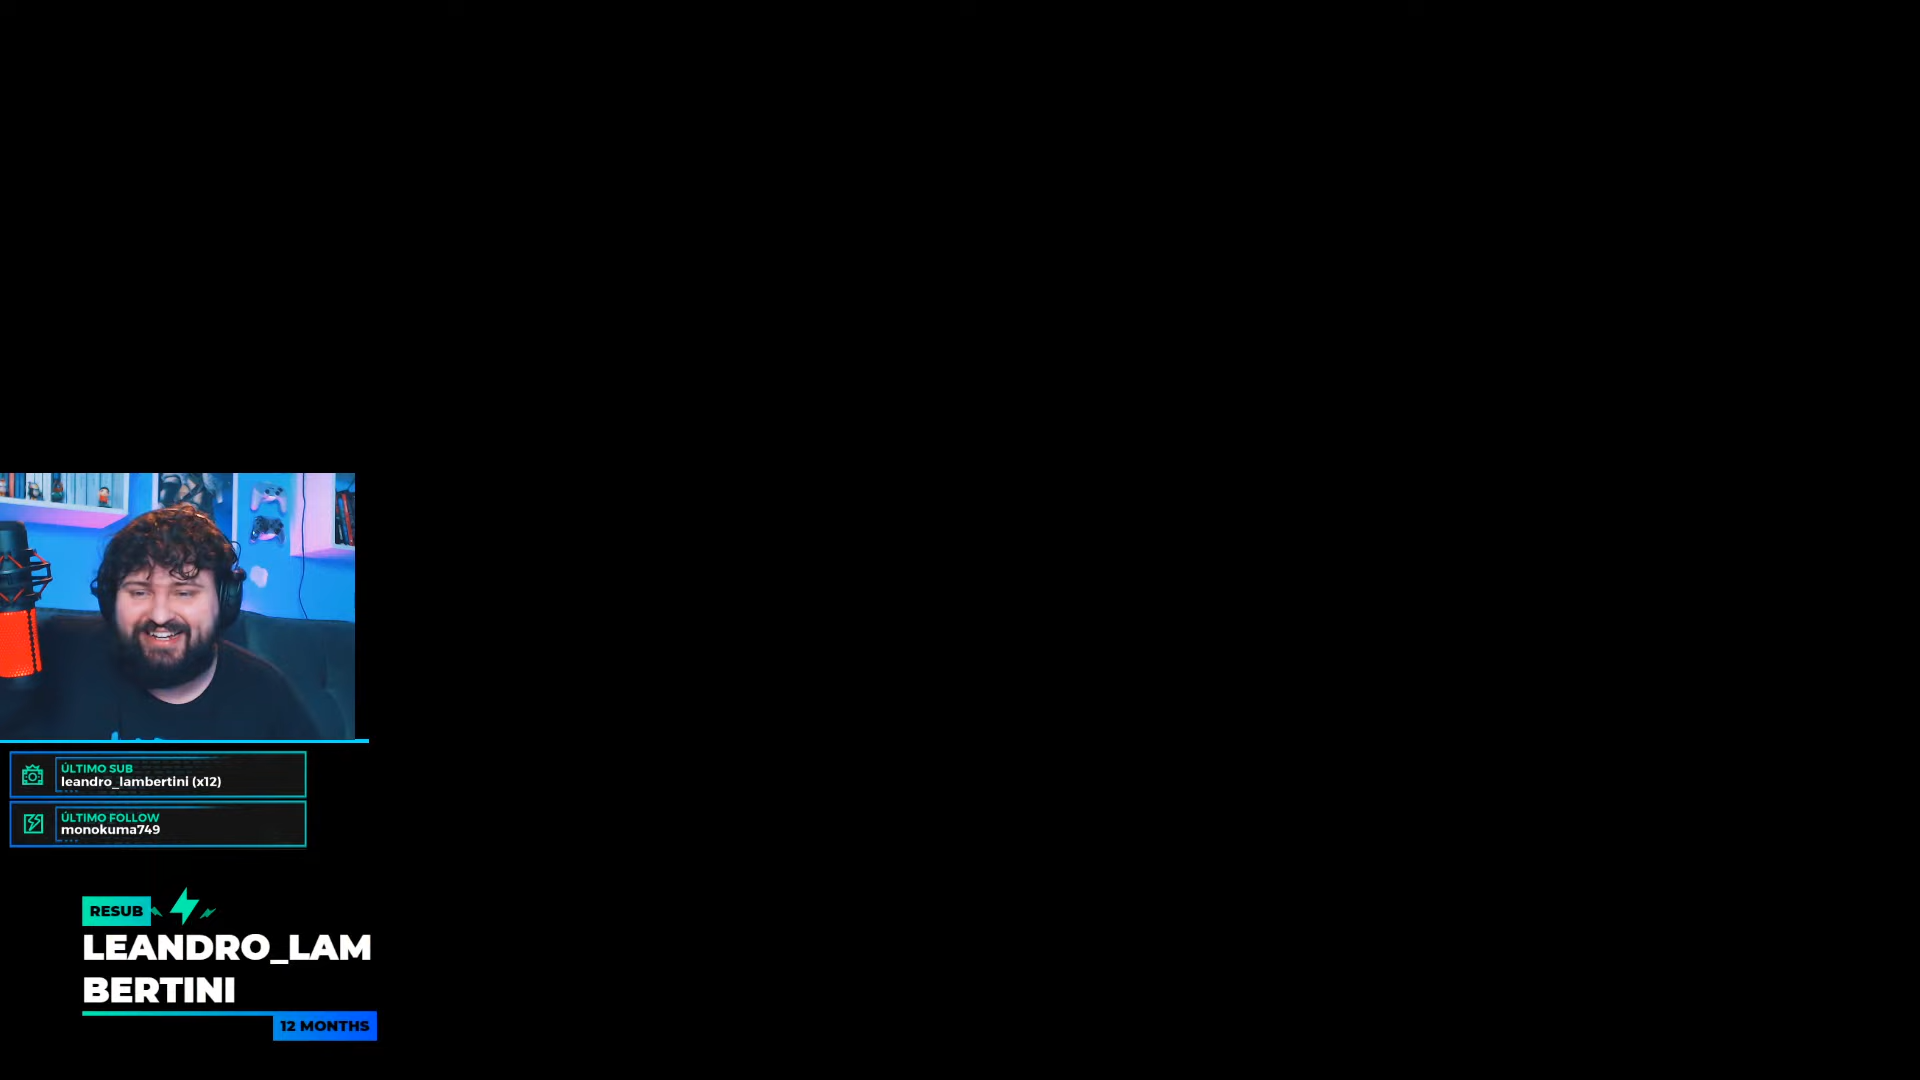 ÚLTIMO SUB
leandro_lambertini (x12)
ÚLTIMO FOLLOW
monokuma749
RESUB
LEANDRO_LAM
BERTINI
12 MONTHS